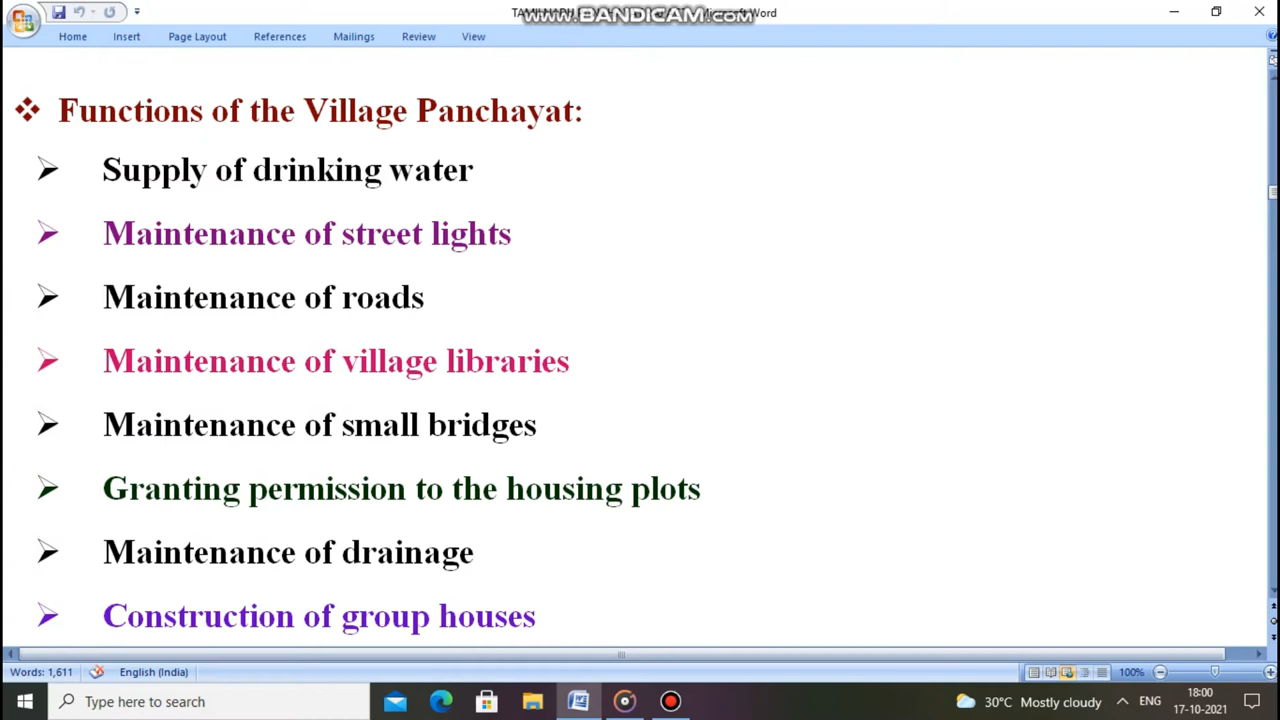 www.BANDICAM.com
Home Insert Page Layout References Mailings Review View
Functions of the Village Panchayat:
Supply of drinking water
Maintenance of street lights
Maintenance of roads
Maintenance of village libraries
Maintenance of small bridges
Granting permission to the housing plots
Maintenance of drainage
Construction of group houses
Words: 1,611 English (India) 100%
Type here to search 30°C Mostly cloudy ENG 18:00
17-10-2021